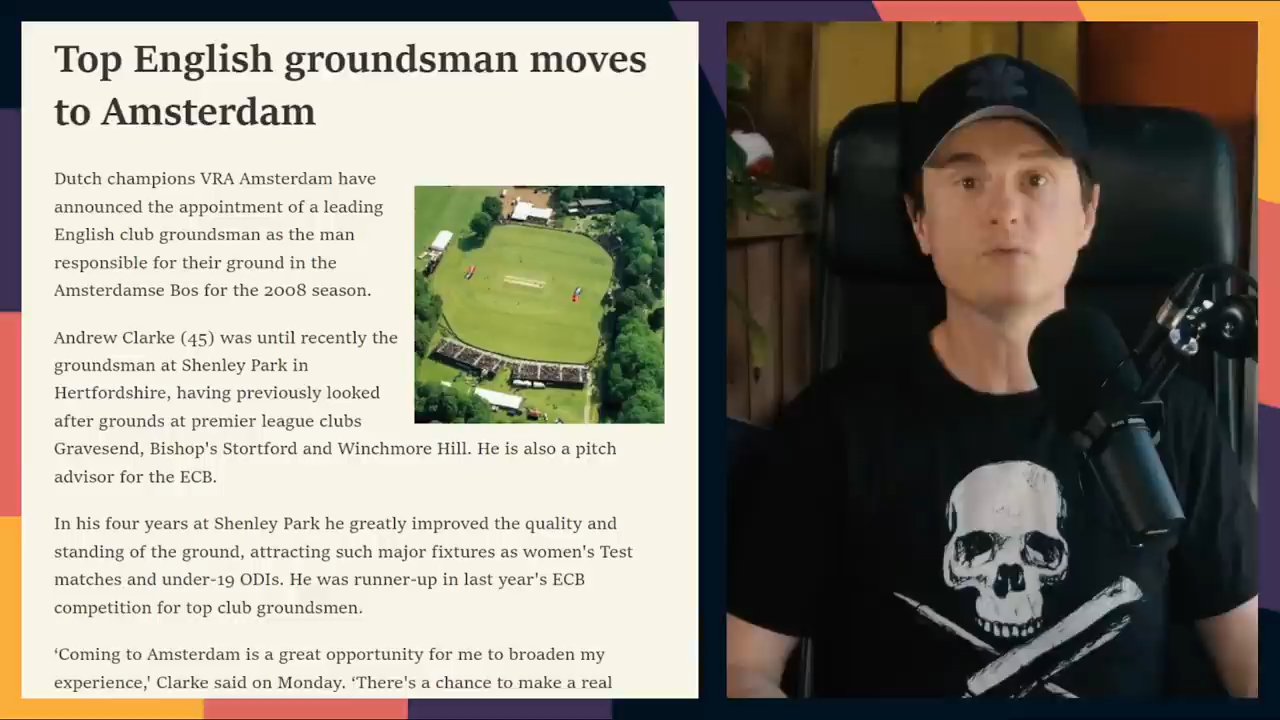 Top English groundsman moves
to Amsterdam
Dutch champions VRA Amsterdam have
announced the appointment of a leading
English club groundsman as the man
responsible for their ground in the
Amsterdamse Bos for the 2008 season.
Andrew Clarke (45) was until recently the
groundsman at Shenley Park in
Hertfordshire, having previously looked
after grounds at premier league clubs
Gravesend, Bishop's Stortford and Winchmore Hill. He is also a pitch
advisor for the ECB.
In his four years at Shenley Park he greatly improved the quality and
standing of the ground, attracting such major fixtures as women's Test
matches and under-19 ODIs. He was runner-up in last year's ECB
competition for top club groundsmen.
‘Coming to Amsterdam is a great opportunity for me to broaden my
experience,' Clarke said on Monday. ‘There's a chance to make a real